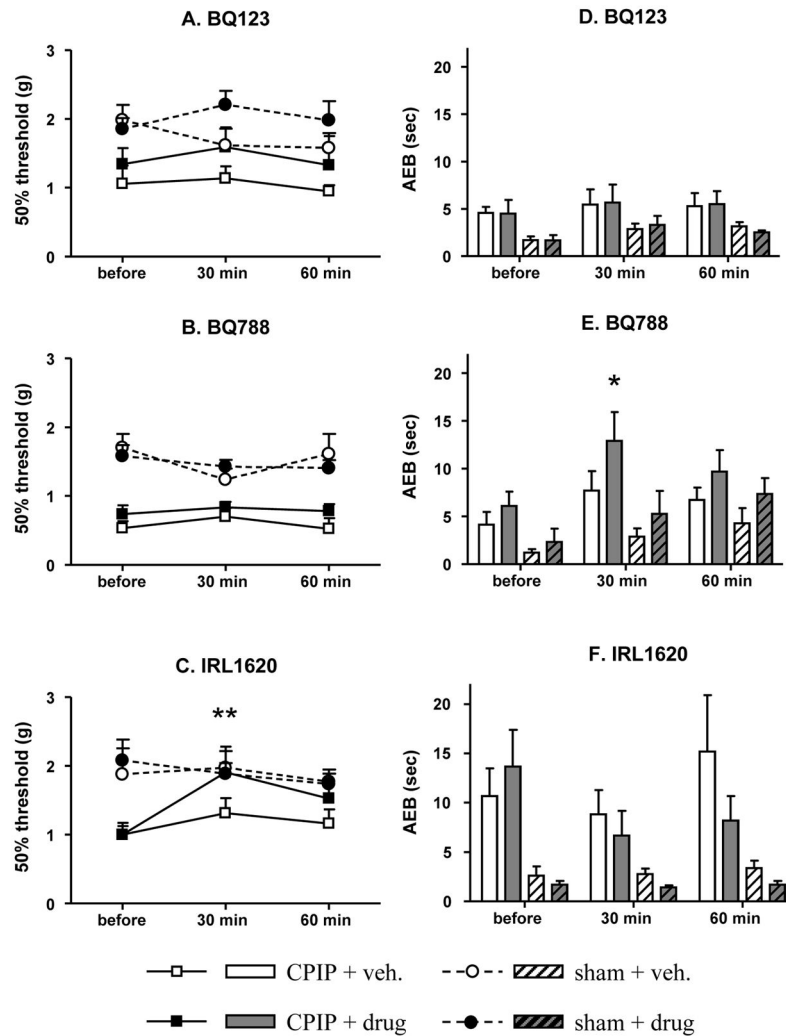 A. BQ123
50% threshold (g)
3
2
1
0
before 30 min 60 min
D. BQ123
AEB (sec)
20
15
10
5
0
before 30 min 60 min
B. BQ788
50% threshold (g)
3
2
1
0
before 30 min 60 min
E. BQ788
AEB (sec)
20
15
10
5
0
*
before 30 min 60 min
C. IRL1620
50% threshold (g)
3
2
1
0
**
before 30 min 60 min
F. IRL1620
AEB (sec)
20
15
10
5
0
before 30 min 60 min
CPIP + veh. sham + veh.
CPIP + drug sham + drug